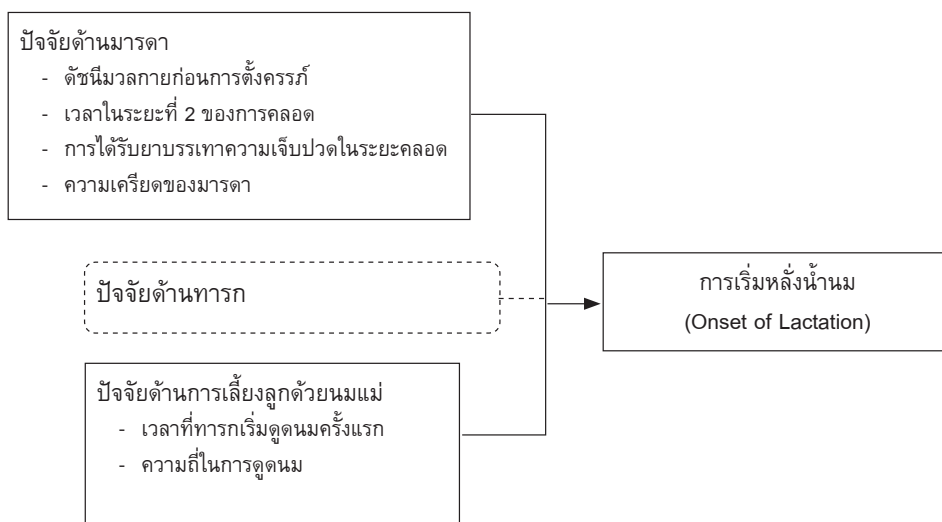 ปัจจัยด้านมารดา
- ดัชนีมวลกายก่อนการตั้งครรภ์
- เวลาในระยะที่ 2 ของการคลอด
- การได้รับยาบรรเทาความเจ็บปวดในระยะคลอด
- ความเครียดของมารดา
ปัจจัยด้านทารก
การเริ่มหลั่งน้ำนม
(Onset of Lactation)
ปัจจัยด้านการเลี้ยงลูกด้วยนมแม่
- เวลาที่ทารกเริ่มดูดนมครั้งแรก
- ความถี่ในการดูดนม